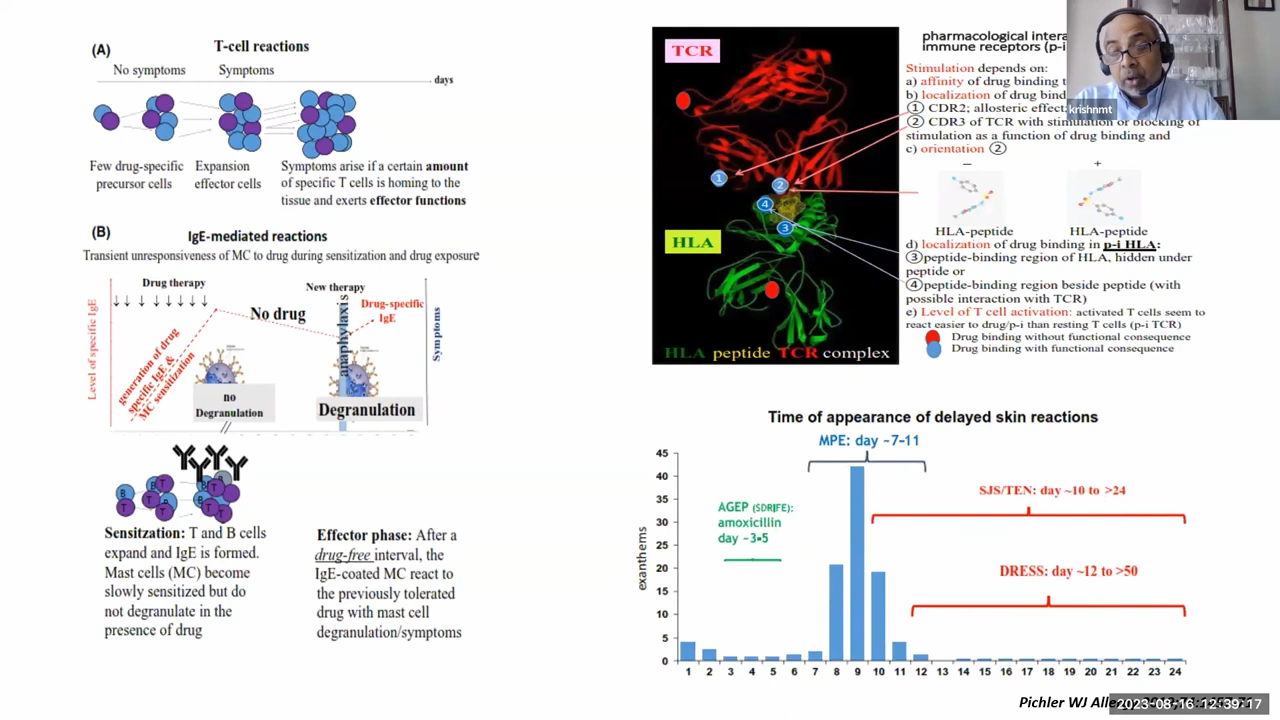 (A)
T-cell reactions
No symptoms
Symptoms
days
Few drug-specific
precursor cells
Expansion
effector cells
Symptoms arise if a certain amount
of specific T cells is homing to the
tissue and exerts effector functions
(B)
IgE-mediated reactions
Transient unresponsiveness of MC to drug during sensitization and drug exposure
Drug therapy
New therapy
No drug
Drug-specific
IgE
Level of specific IgE
generation of drug
specific IgE &
MC sensitization
anaphylaxis
Symptoms
no
Degranulation
Degranulation
B
T
T
B
T
B
T
T
Sensitzation: T and B cells
expand and IgE is formed.
Mast cells (MC) become
slowly sensitized but do
not degranulate in the
presence of drug
Effector phase: After a
drug-free interval, the
IgE-coated MC react to
the previously tolerated
drug with mast cell
degranulation/symptoms
TCR
HLA
1
2
4
3
HLA peptide TCR complex
pharmacological
immune receptors (p-i
Stimulation depends on:
a) affinity of drug binding
b) localization of drug
① CDR2; allosteric
② CDR3 of TCR with stimulation or blocking of
stimulation as a function of drug binding and
c) orientation ②
– +
HLA-peptide HLA-peptide
d) localization of drug binding in p-i HLA:
③peptide-binding region of HLA, hidden under
peptide or
④peptide-binding region beside peptide (with
possible interaction with TCR)
e) Level of T cell activation: activated T cells seem to
react easier to drug/p-i than resting T cells (p-i TCR)
Drug binding without functional consequence
Drug binding with functional consequence
krishnmt
Time of appearance of delayed skin reactions
MPE: day ~7-11
AGEP (SDRIFE):
amoxicillin
day ~3-5
SJS/TEN: day ~10 to >24
DRESS: day ~12 to >50
exanthems
45
40
35
30
25
20
15
10
5
0
1 2 3 4 5 6 7 8 9 10 11 12 13 14 15 16 17 18 19 20 21 22 23 24
Pichler WJ
2023-08-16 12:39:17